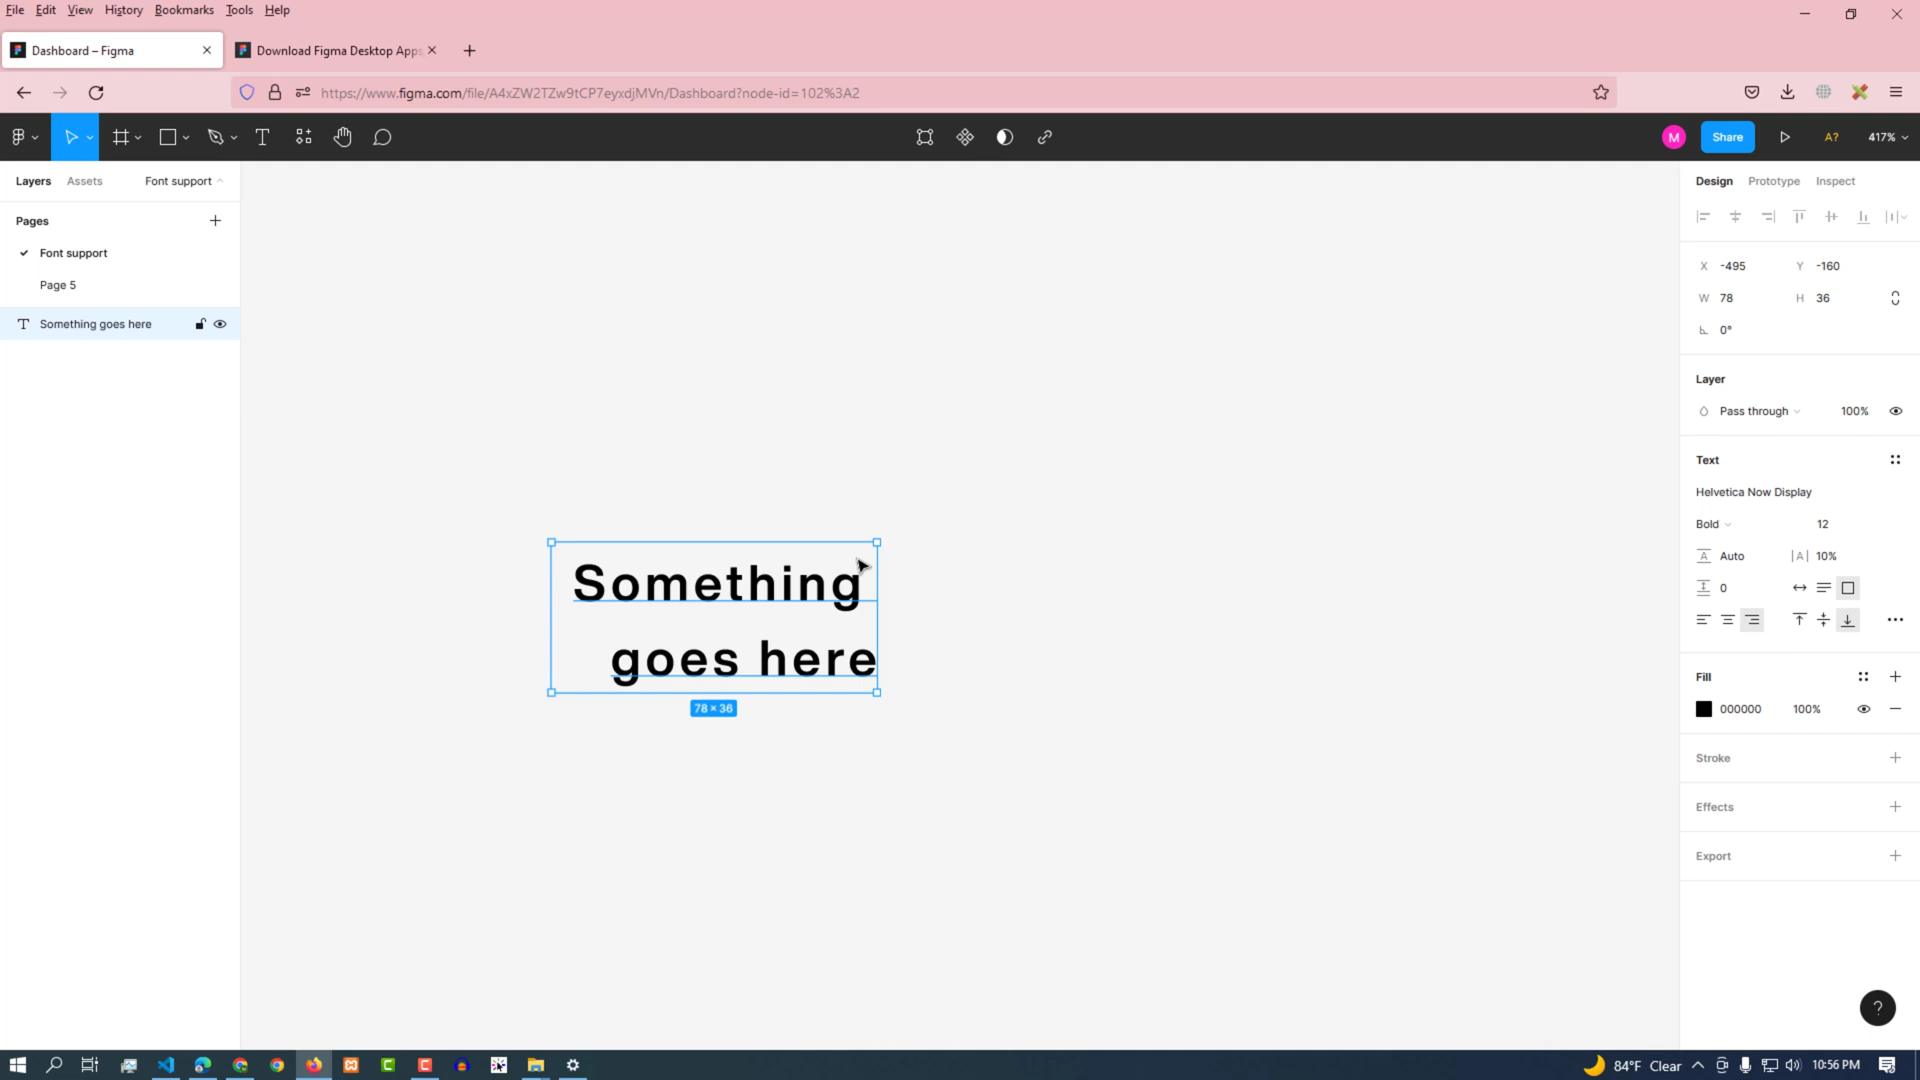 File Edit View History Bookmarks Tools Help
Dashboard – Figma
Download Figma Desktop Apps
https://www.figma.com/file/A4xZW2TZw9tCP7eyxdjMVn/Dashboard?node-id=102%3A2
M Share A? 417%
Layers Assets Font support
Design Prototype Inspect
Pages
Font support
Page 5
Something goes here
X -495 Y -160
W 78 H 36
0°
Layer
Pass through 100%
Text
Helvetica Now Display
Bold 12
Auto |A| 10%
0
Something
goes here
78 × 36
Fill
000000 100%
Stroke
Effects
Export
?
84°F Clear 10:56 PM